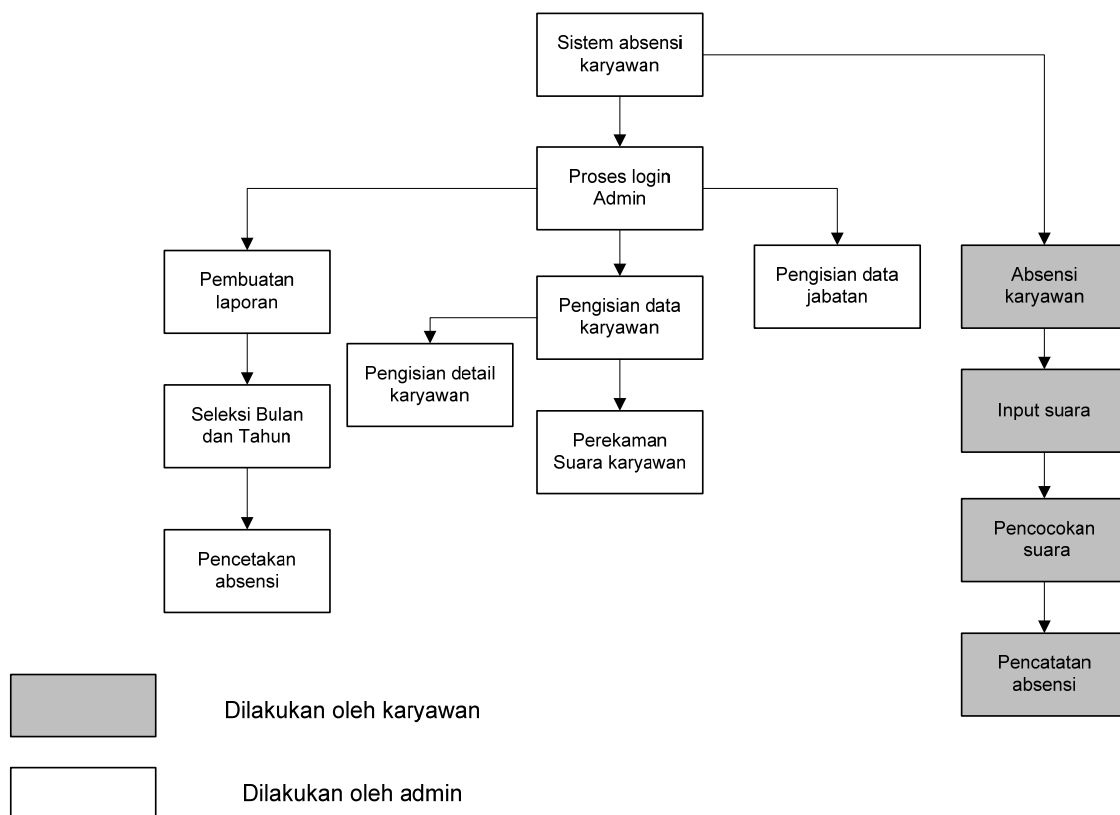 Sistem absensi
karyawan
Proses login
Admin
Pembuatan
laporan
Pengisian data
karyawan
Pengisian data
jabatan
Absensi
karyawan
Pengisian detail
karyawan
Seleksi Bulan
dan Tahun
Perekaman
Suara karyawan
Input suara
Pencetakan
absensi
Pencocokan
suara
Pencatatan
absensi
Dilakukan oleh karyawan
Dilakukan oleh admin